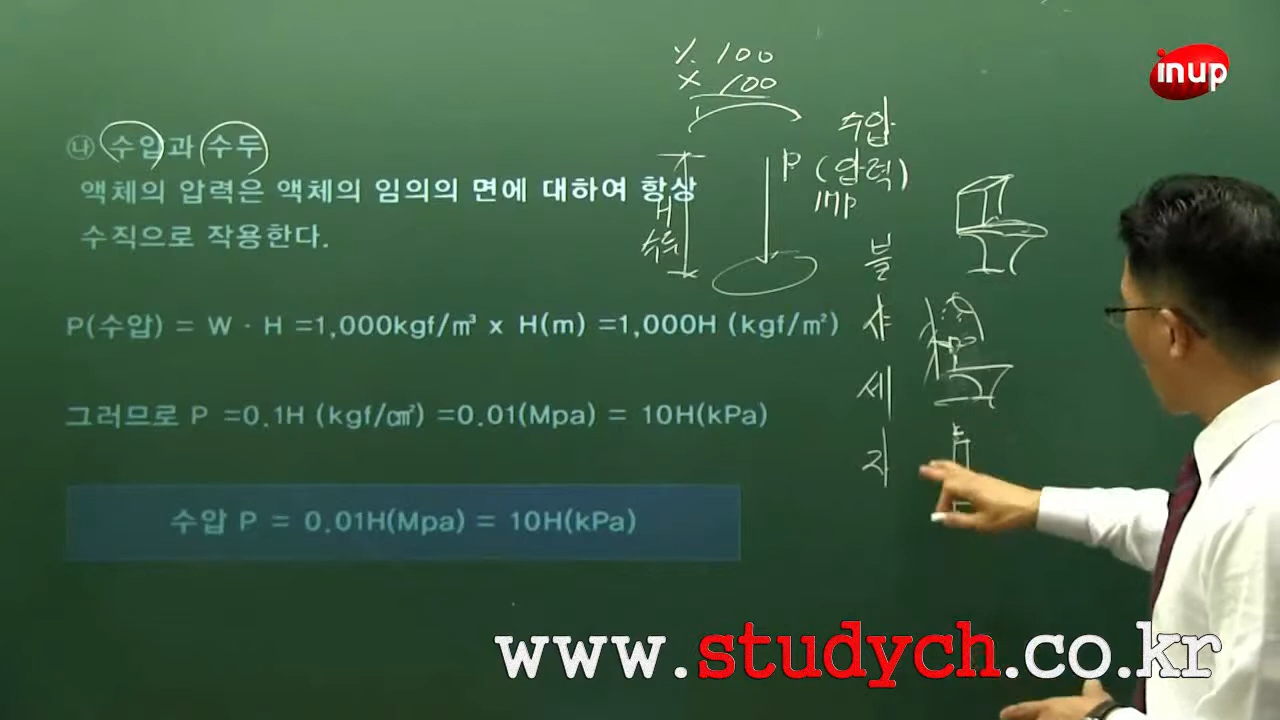 inup
% 100
× 100
㉯ 수압과 수두
액체의 압력은 액체의 임의의 면에 대하여 항상
수직으로 작용한다.
H
수두
P
수압
(압력)
MP
P(수압) = W · H =1,000kgf/㎥ x H(m) =1,000H (kgf/㎡)
그러므로 P =0.1H (kgf/㎠) =0.01(Mpa) = 10H(kPa)
수압 P = 0.01H(Mpa) = 10H(kPa)
블
샤
세
리
www.studych.co.kr